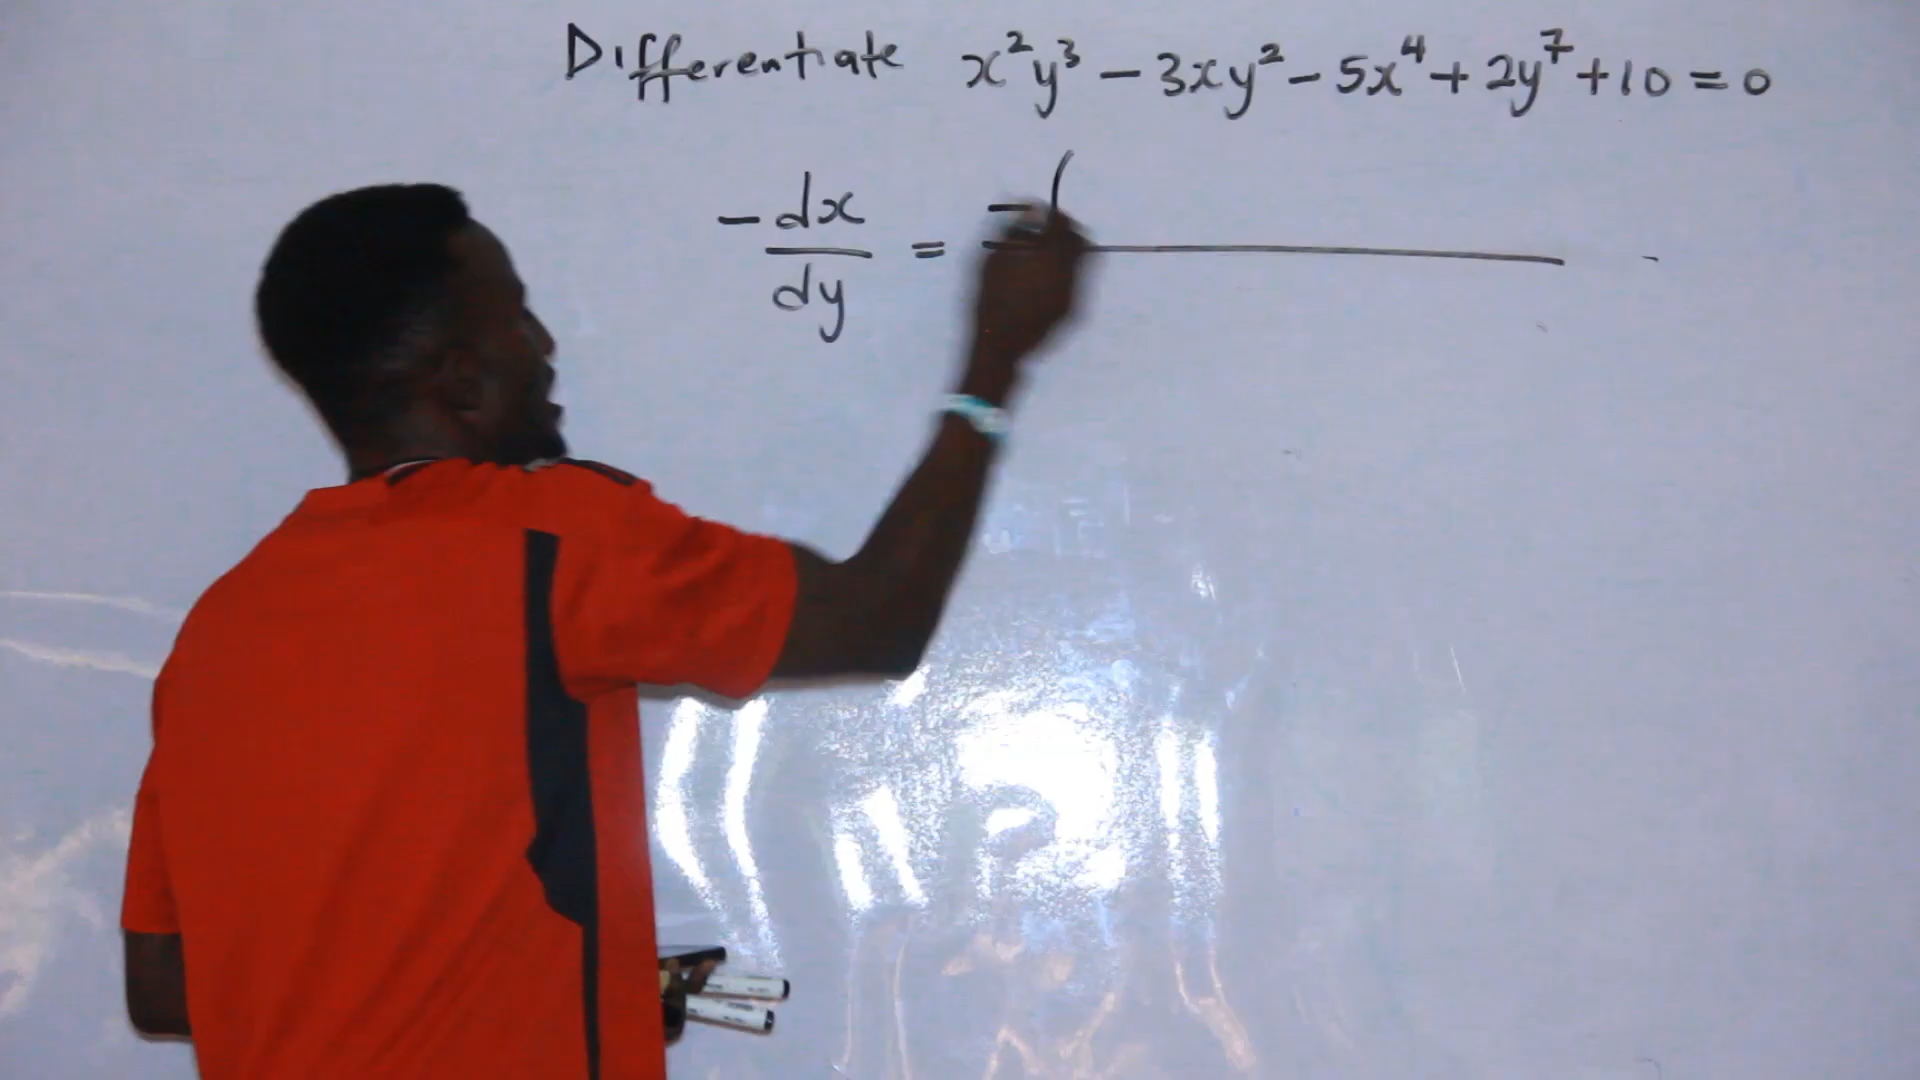 Differentiate x²y³ - 3xy² - 5x⁴ + 2y⁷ + 10 = 0
-dx/dy = -(